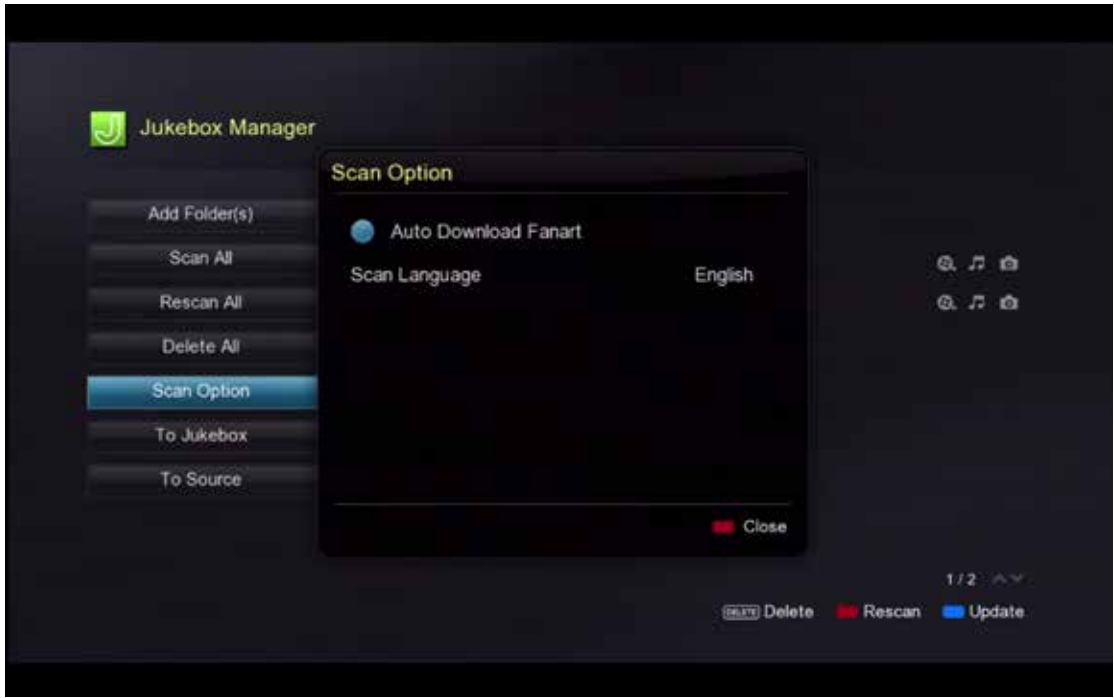 Jukebox Manager
Scan Option
Add Folder(s)
Auto Download Fanart
Scan All
Scan Language English
Rescan All
Delete All
Scan Option
To Jukebox
To Source
Close
1 / 2
DELETE Delete Rescan Update